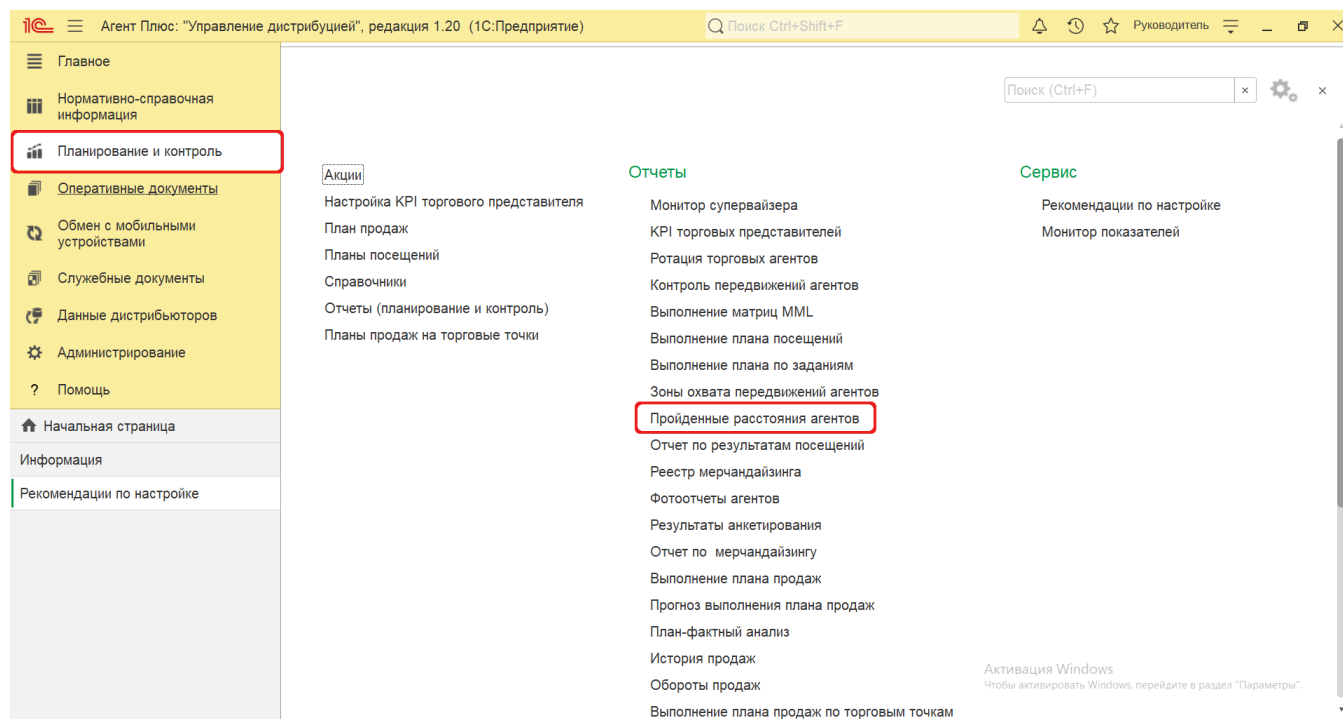 1С Агент Плюс: "Управление дистрибуцией", редакция 1.20 (1С:Предприятие) Поиск Ctrl+Shift+F Руководитель
Главное
Нормативно-справочная
информация
Планирование и контроль
Оперативные документы
Обмен с мобильными
устройствами
Служебные документы
Данные дистрибьюторов
Администрирование
? Помощь
Начальная страница
Информация
Рекомендации по настройке
Поиск (Ctrl+F)
Акции
Настройка KPI торгового представителя
План продаж
Планы посещений
Справочники
Отчеты (планирование и контроль)
Планы продаж на торговые точки
Отчеты
Монитор супервайзера
KPI торговых представителей
Ротация торговых агентов
Контроль передвижений агентов
Выполнение матриц MML
Выполнение плана посещений
Выполнение плана по заданиям
Зоны охвата передвижений агентов
Пройденные расстояния агентов
Отчет по результатам посещений
Реестр мерчандайзинга
Фотоотчеты агентов
Результаты анкетирования
Отчет по мерчандайзингу
Выполнение плана продаж
Прогноз выполнения плана продаж
План-фактный анализ
История продаж
Обороты продаж
Выполнение плана продаж по торговым точкам
Сервис
Рекомендации по настройке
Монитор показателей
Активация Windows
Чтобы активировать Windows, перейдите в раздел "Параметры".